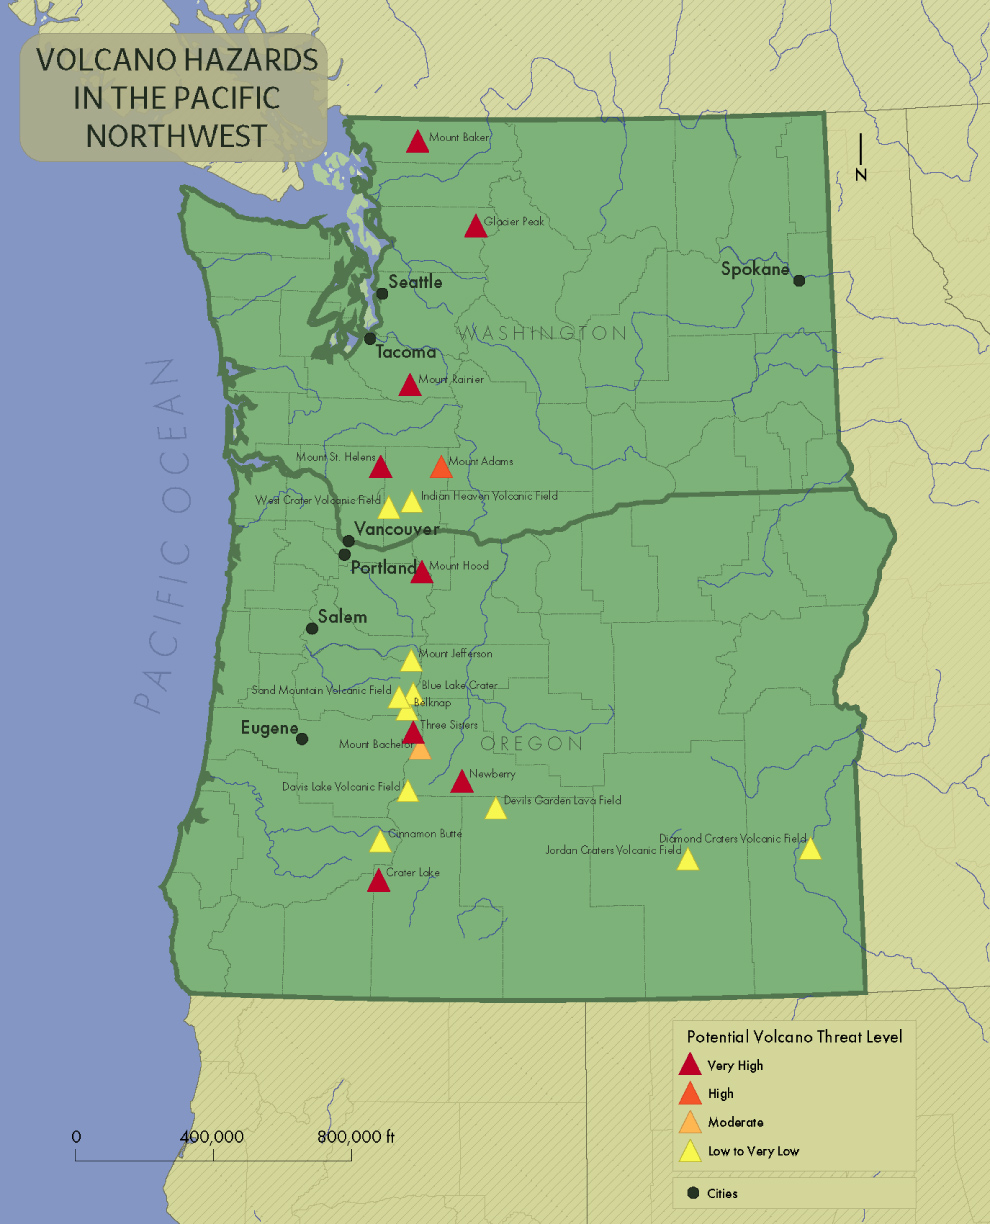 VOLCANO HAZARDS
IN THE PACIFIC
NORTHWEST
Mount Baker
N
Glacier Peak
Spokane
Seattle
WASHINGTON
Tacoma
Mount Rainier
PACIFIC OCEAN
Mount St. Helens
Mount Adams
West Crater Volcanic Field
Indian Heaven Volcanic Field
Vancouver
Portland
Mount Hood
Salem
Mount Jefferson
Sand Mountain Volcanic Field
Blue Lake Crater
Belknap
Eugene
Three Sisters
Mount Bachelor
OREGON
Newberry
Davis Lake Volcanic Field
Devils Garden Lava Field
Cinnamon Butte
Diamond Craters Volcanic Field
Jordan Craters Volcanic Field
Crater Lake
Potential Volcano Threat Level
Very High
High
Moderate
Low to Very Low
Cities
0 400,000 800,000 ft